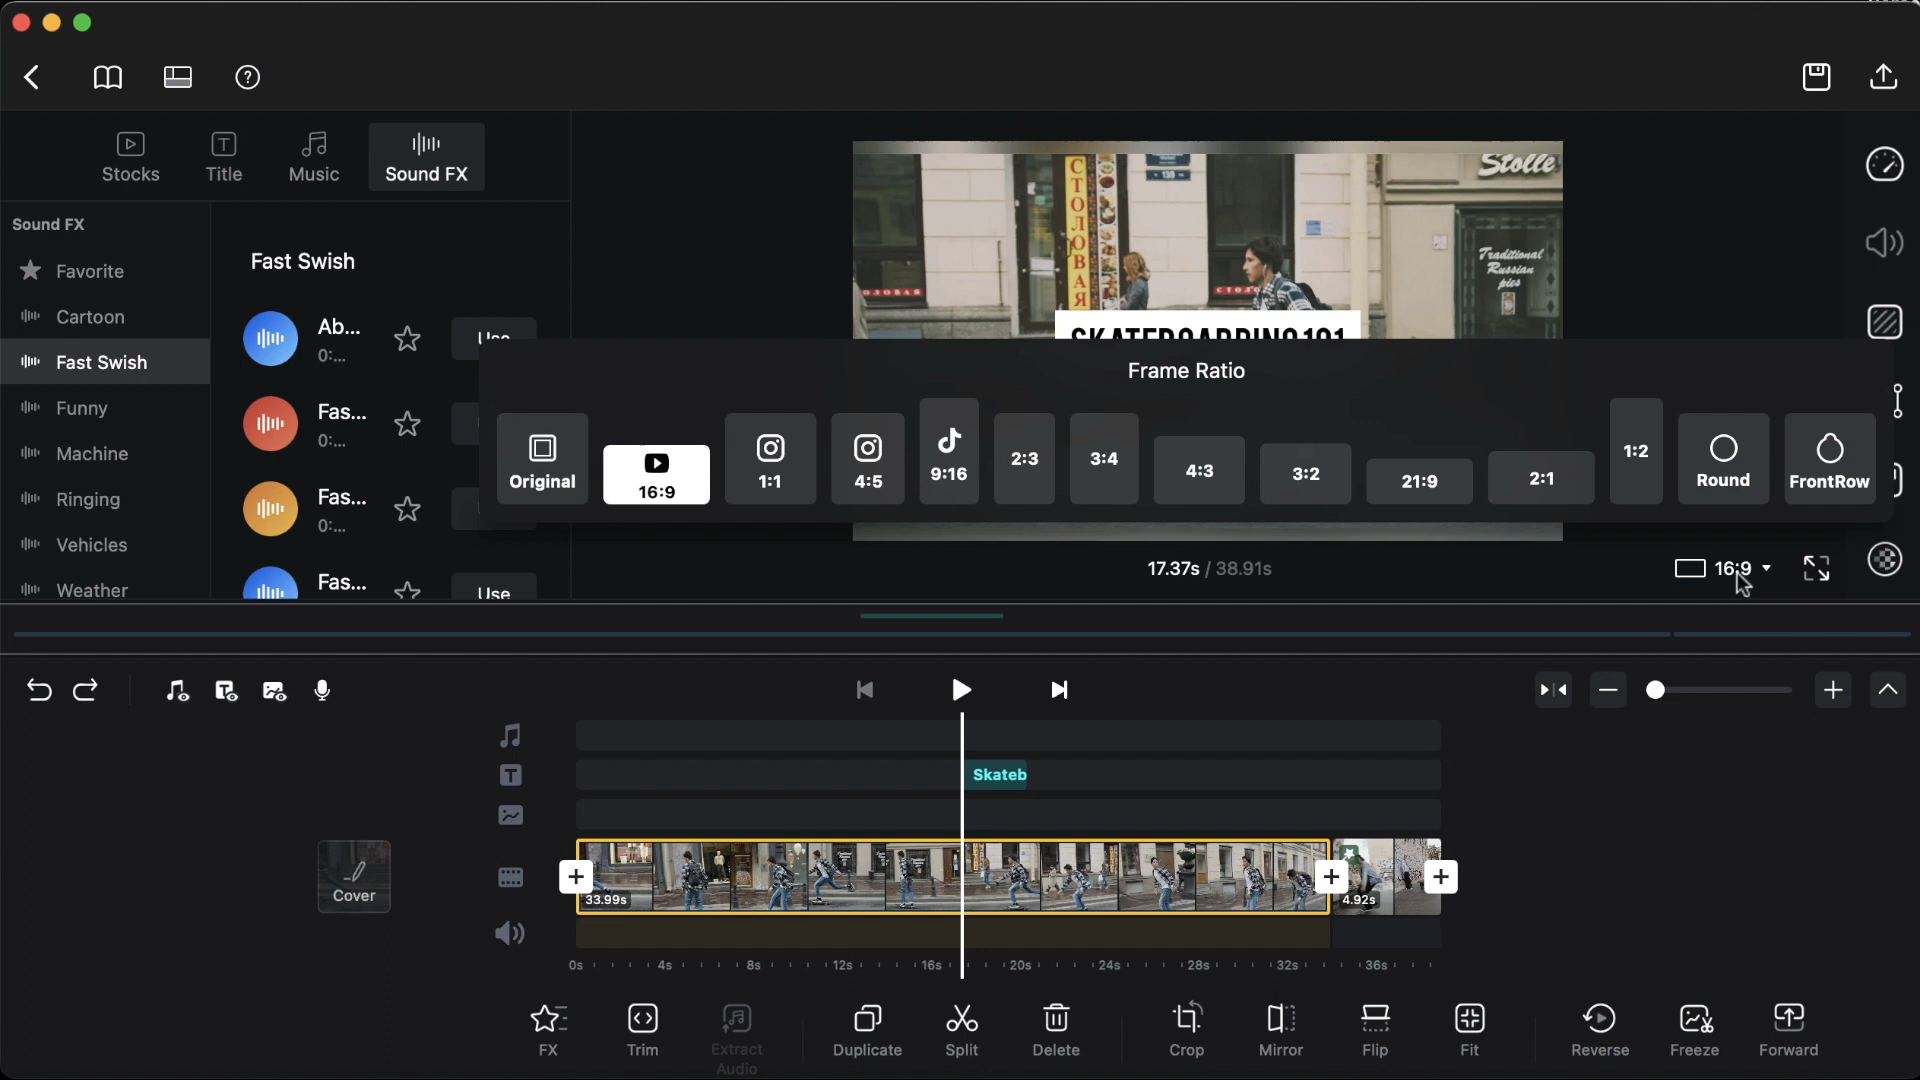 Stocks
Title
Music
Sound FX
Sound FX
Favorite
Cartoon
Fast Swish
Funny
Machine
Ringing
Vehicles
Weather
Fast Swish
Ab...
0:...
Use
Fas...
0:...
Fas...
0:...
Fas...
Use
СТОЛОВАЯ
139
Stolle
Traditional
Russian
pies
SKATEBOARDING 101
Frame Ratio
Original
16:9
1:1
4:5
9:16
2:3
3:4
4:3
3:2
21:9
2:1
1:2
Round
FrontRow
17.37s / 38.91s
16:9
Skateb
Cover
33.99s
4.92s
0s
4s
8s
12s
16s
20s
24s
28s
32s
36s
FX
Trim
Extract
Audio
Duplicate
Split
Delete
Crop
Mirror
Flip
Fit
Reverse
Freeze
Forward